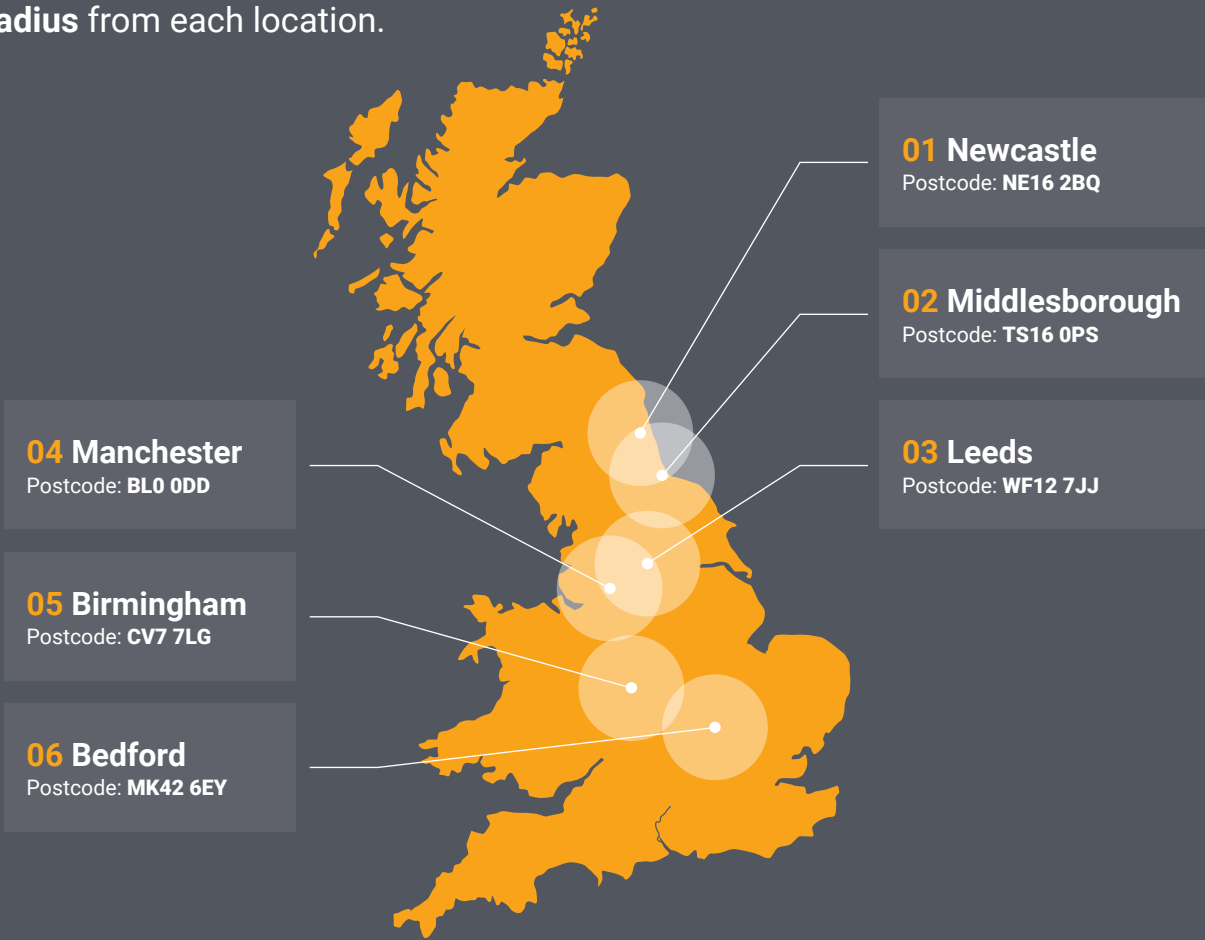 adius from each location.
01 Newcastle
Postcode: NE16 2BQ
02 Middlesborough
Postcode: TS16 0PS
03 Leeds
Postcode: WF12 7JJ
04 Manchester
Postcode: BL0 0DD
05 Birmingham
Postcode: CV7 7LG
06 Bedford
Postcode: MK42 6EY